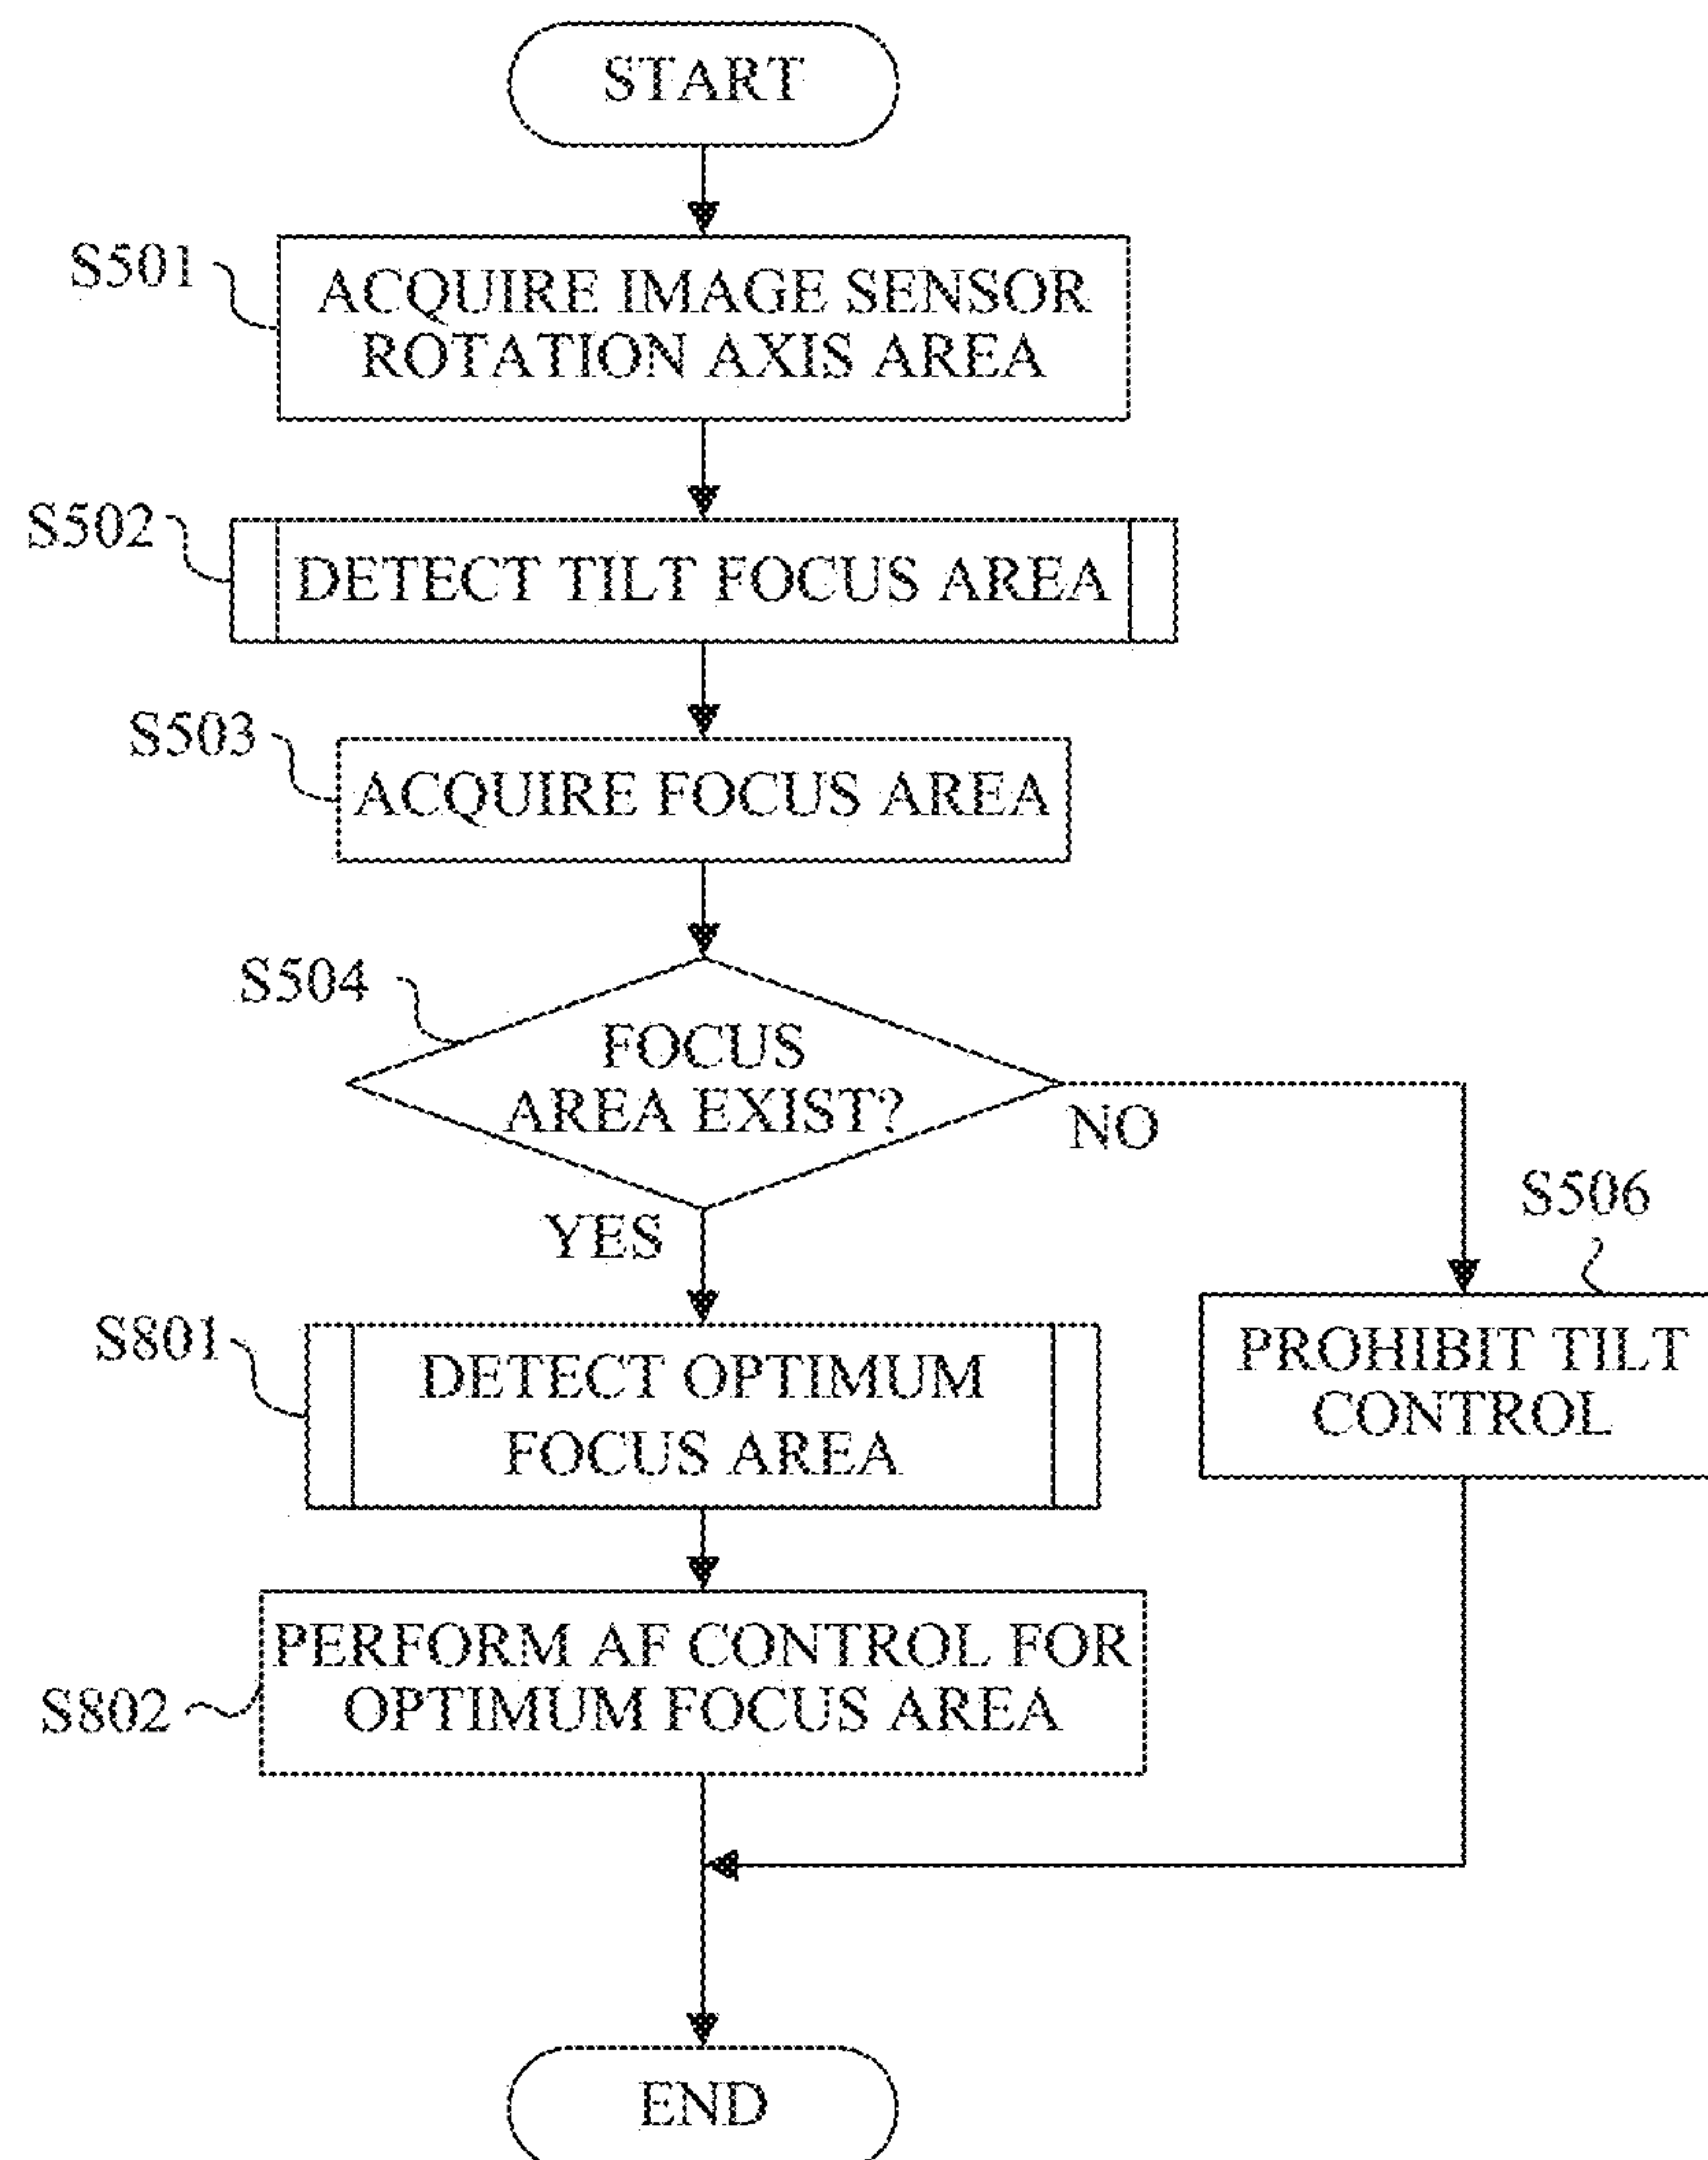 START
S501
ACQUIRE IMAGE SENSOR
ROTATION AXIS AREA
S502
DETECT TILT FOCUS AREA
S503
ACQUIRE FOCUS AREA
S504
FOCUS
AREA EXIST?
NO
YES
S506
PROHIBIT TILT
CONTROL
S801
DETECT OPTIMUM
FOCUS AREA
S802
PERFORM AF CONTROL FOR
OPTIMUM FOCUS AREA
END